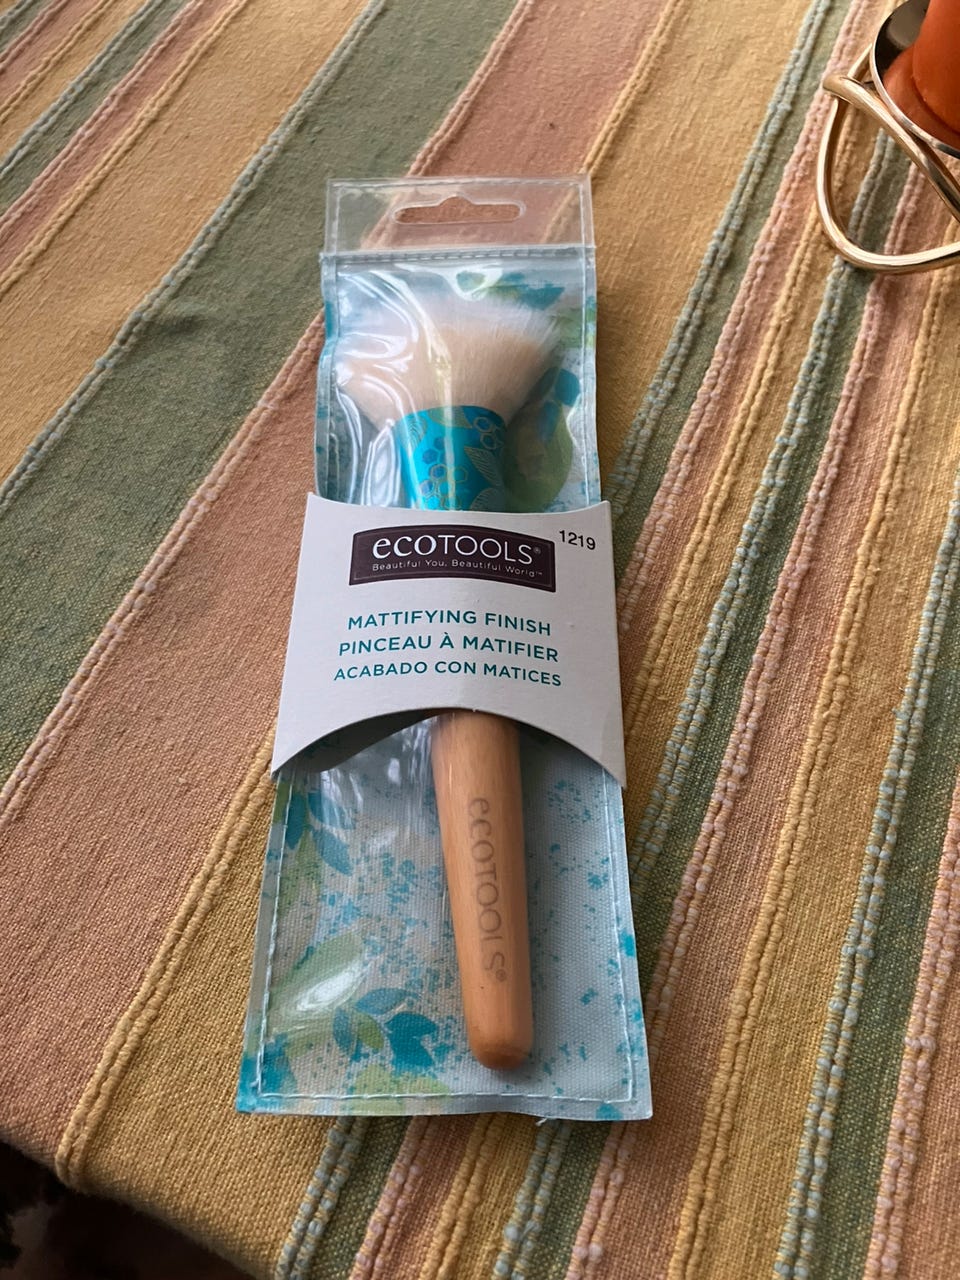 ecoTOOLS® 1219
Beautiful You, Beautiful World™
MATTIFYING FINISH
PINCEAU À MATIFIER
ACABADO CON MATICES
ecoTOOLS®